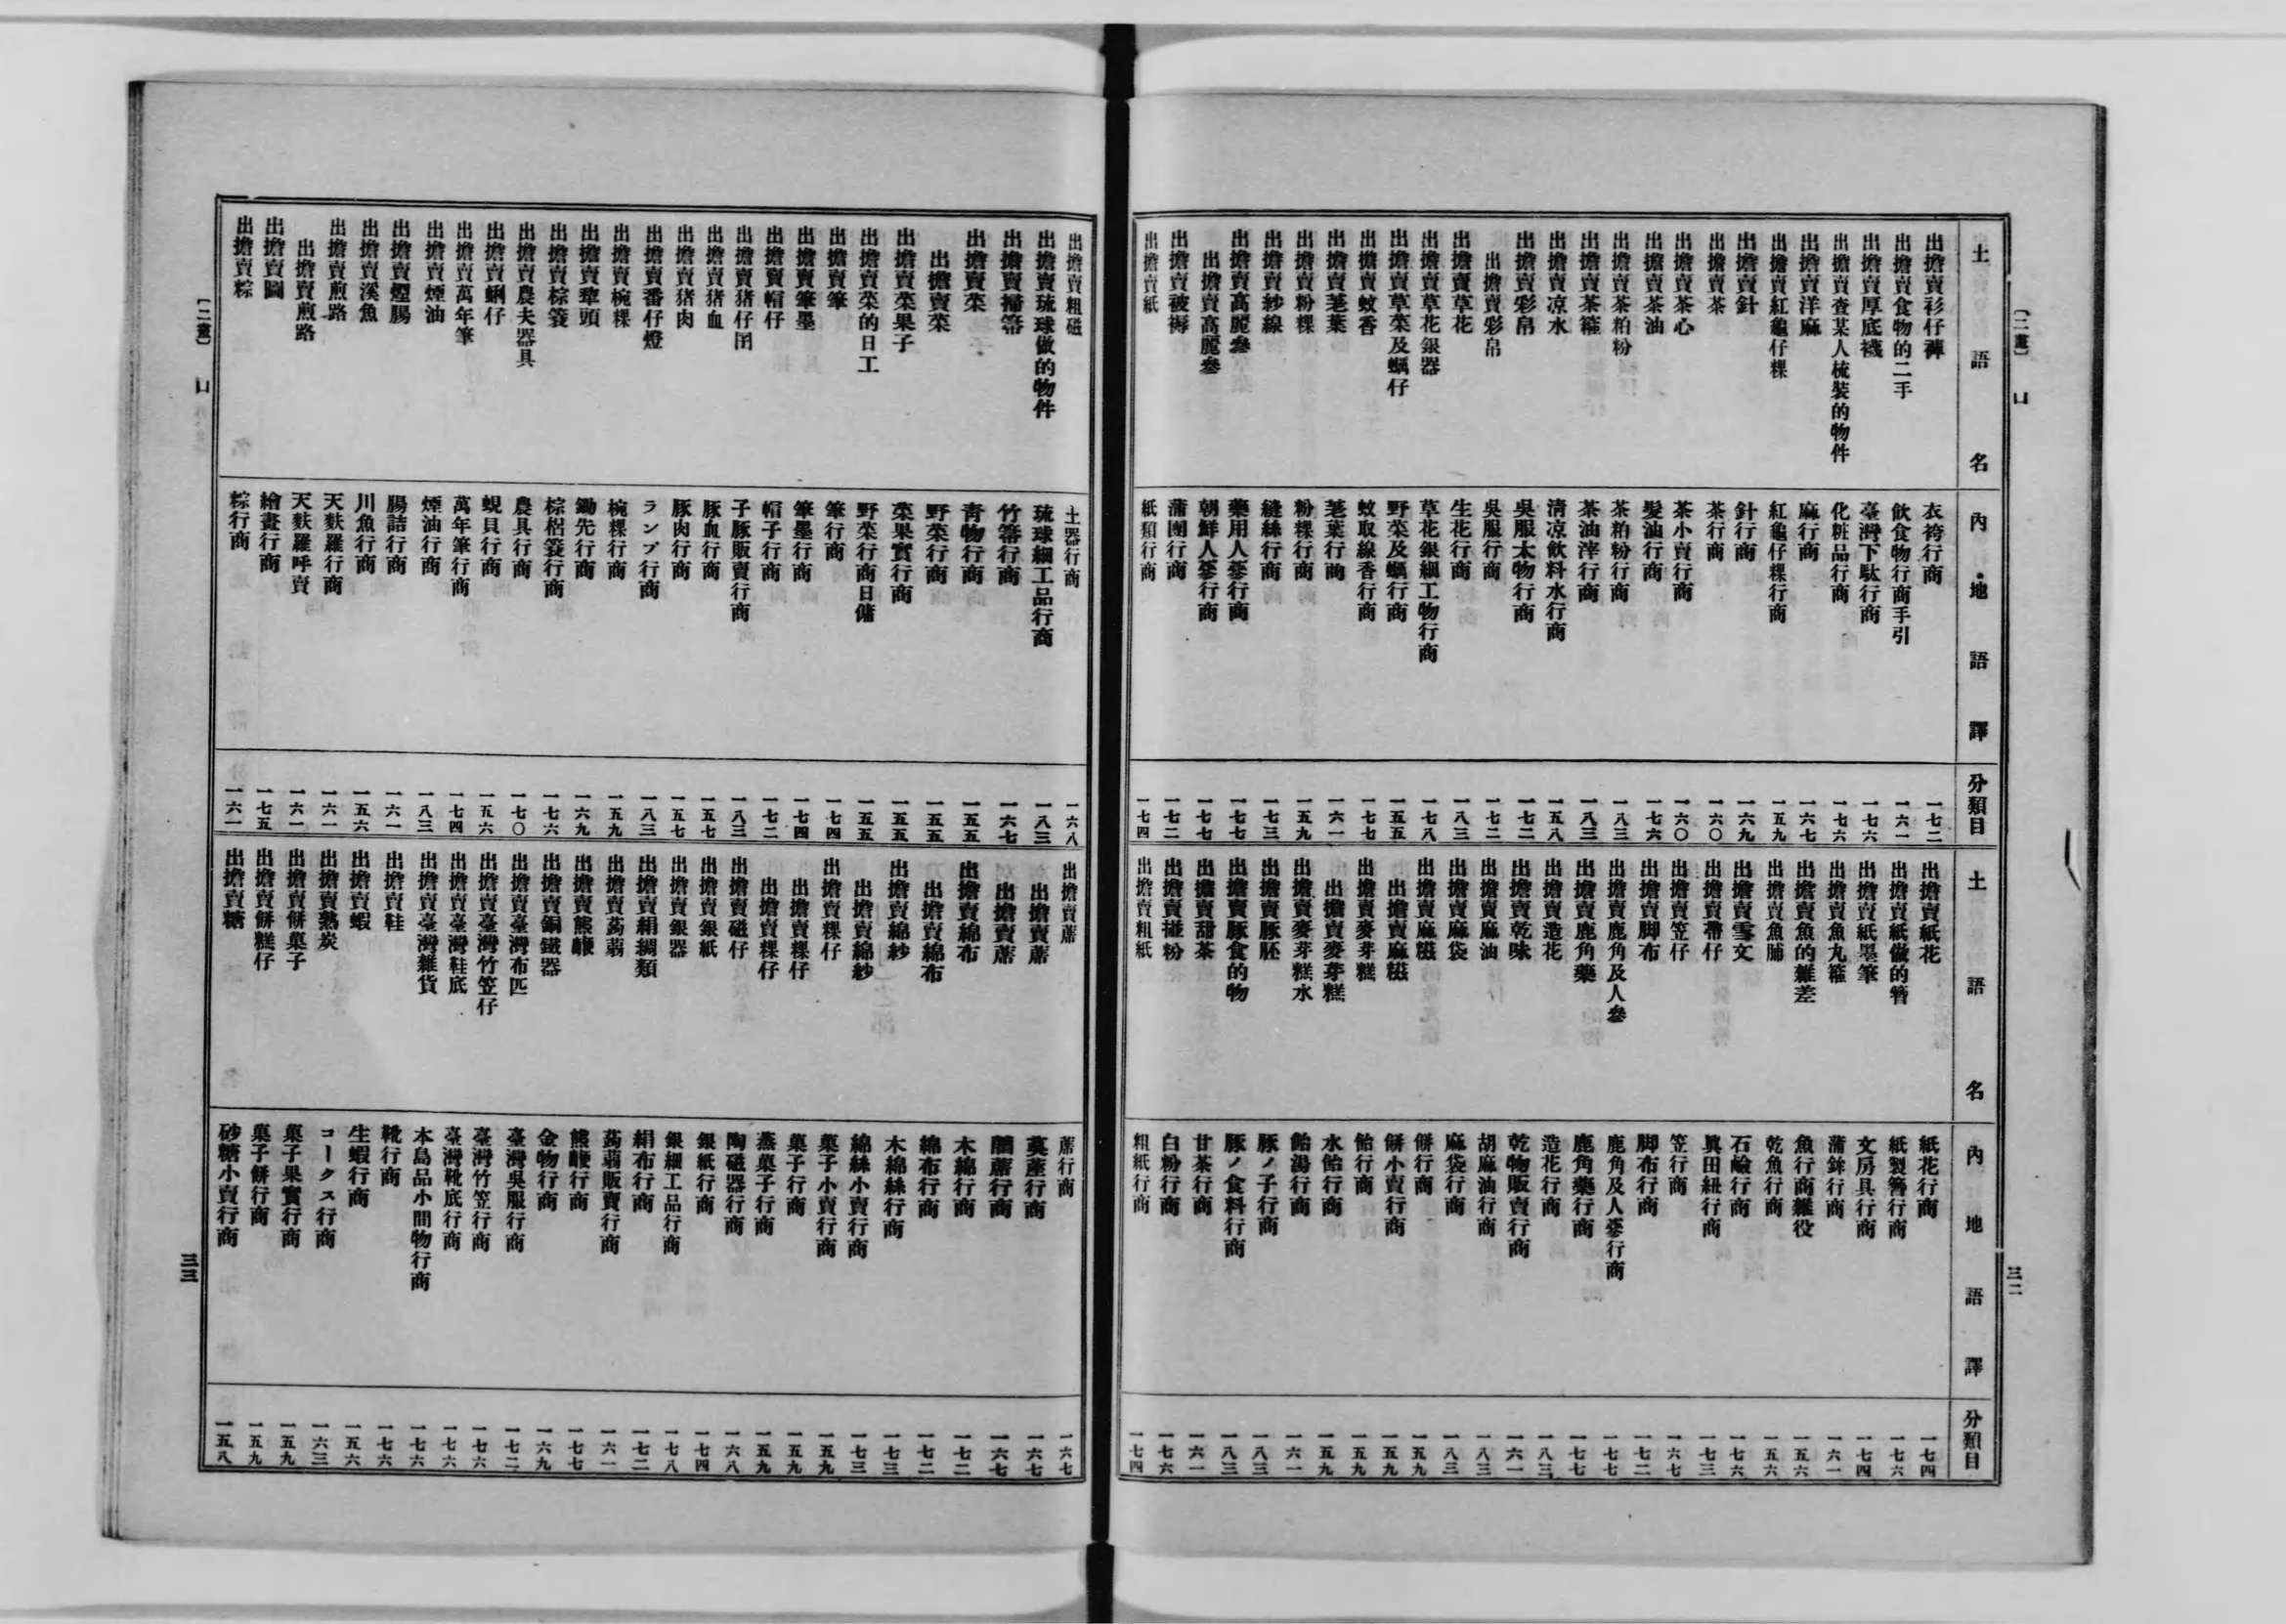 〔二畫〕 凵
三二
土語名 內地語譯 分類目
出擔賣衫仔褲 衣袴行商 一七二
出擔賣食物的二手 飲食物行商手引 一六一
出擔賣厚底襪 臺灣下駄行商 一七六
出擔賣查某人梳裝的物件 化粧品行商 一七六
出擔賣洋麻 麻行商 一六七
出擔賣紅龜仔粿 紅龜仔粿行商 一五九
出擔賣針 針行商 一六九
出擔賣茶 茶行商 一六〇
出擔賣茶心 茶小賣行商 一六〇
出擔賣茶油 髮油行商 一七六
出擔賣茶粕粉 茶粕粉行商 一八三
出擔賣茶箍 茶油滓行商 一八三
出擔賣凉水 清凉飲料水行商 一五八
出擔賣彩帛 吳服太物行商 一七二
出擔賣彩帛 吳服行商 一七二
出擔賣草花 生花行商 一八三
出擔賣草花銀器 草花銀細工物行商 一七八
出擔賣草菜及蠣仔 野菜及蠣行商 一五五
出擔賣蚊香 蚊取線香行商 一七七
出擔賣荖葉 荖葉行商 一六一
出擔賣粉粿 粉粿行商 一五九
出擔賣紗線 縫絲行商 一七三
出擔賣高麗參 藥用人蔘行商 一七七
出擔賣高麗參 朝鮮人蔘行商 一七七
出擔賣被褥 蒲團行商 一七二
出擔賣紙 紙類行商 一七四
土語名 內地語譯 分類目
出擔賣紙花 紙花行商 一七四
出擔賣紙做的簪 紙製簪行商 一七六
出擔賣紙墨筆 文房具行商 一七四
出擔賣魚丸箍 蒲鉾行商 一六一
出擔賣魚的雜差 魚行商雜役 一五六
出擔賣魚脯 乾魚行商 一五六
出擔賣雪文 石鹼行商 一七六
出擔賣帶仔 眞田紐行商 一七三
出擔賣笠仔 笠行商 一六七
出擔賣脚布 脚布行商 一七二
出擔賣鹿角及人參 鹿角及人蔘行商 一七七
出擔賣鹿角藥 鹿角藥行商 一七七
出擔賣造花 造花行商 一八三
出擔賣乾味 乾物販賣行商 一六一
出擔賣麻油 胡麻油行商 一八三
出擔賣麻袋 麻袋行商 一八三
出擔賣麻糍 餅行商 一五九
出擔賣麻糍 餅小賣行商 一五九
出擔賣麥芽糕 飴行商 一五九
出擔賣麥芽糕 水飴行商 一五九
出擔賣麥芽糕水 飴湯行商 一六一
出擔賣豚胚 豚ノ子行商 一八三
出擔賣豚食的物 豚ノ食料行商 一八三
出擔賣甜茶 甘茶行商 一六一
出擔賣碰粉 白粉行商 一七六
出擔賣粗紙 粗紙行商 一七四
〔二畫〕 凵
三三
出擔賣粗磁 土器行商 一六八
出擔賣琉球做的物件 琉球細工品行商 一八三
出擔賣掃箒 竹箒行商 一六七
出擔賣菜 靑物行商 一五五
出擔賣菜 野菜行商 一五五
出擔賣菜果子 菜果實行商 一五五
出擔賣菜的日工 野菜行商日傭 一五五
出擔賣筆 筆行商 一七四
出擔賣筆墨 筆墨行商 一七四
出擔賣帽仔 帽子行商 一七二
出擔賣猪仔囝 子豚販賣行商 一八三
出擔賣猪血 豚血行商 一五七
出擔賣猪肉 豚肉行商 一五七
出擔賣番仔燈 ランプ行商 一八三
出擔賣椀粿 椀粿行商 一五九
出擔賣犂頭 鋤先行商 一六九
出擔賣棕簑 棕梠簑行商 一七六
出擔賣農夫器具 農具行商 一七〇
出擔賣蜊仔 蜆貝行商 一五六
出擔賣萬年筆 萬年筆行商 一七四
出擔賣煙油 煙油行商 一八三
出擔賣煙腸 腸詰行商 一六一
出擔賣溪魚 川魚行商 一五六
出擔賣煎路 天麩羅行商 一六一
出擔賣煎路 天麩羅呼賣 一六一
出擔賣圖 繪畫行商 一七五
出擔賣粽 粽行商 一六一
出擔賣蓆 蓆行商 一六七
出擔賣蓆 茣蓙行商 一六七
出擔賣蓆 藺蓆行商 一六七
出擔賣綿布 木綿行商 一七二
出擔賣綿布 綿布行商 一七二
出擔賣綿紗 木綿絲行商 一七三
出擔賣綿紗 綿絲小賣行商 一七三
出擔賣粿仔 菓子小賣行商 一五九
出擔賣粿仔 菓子行商 一五九
出擔賣粿仔 蒸菓子行商 一五九
出擔賣磁仔 陶磁器行商 一六八
出擔賣銀紙 銀紙行商 一七四
出擔賣銀器 銀細工品行商 一七八
出擔賣絹綢類 絹布行商 一七二
出擔賣蒟蒻 蒟蒻販賣行商 一六一
出擔賣熊膽 熊膽行商 一七七
出擔賣銅鐵器 金物行商 一六九
出擔賣臺灣布匹 臺灣吳服行商 一七二
出擔賣臺灣竹笠仔 臺灣竹笠行商 一七六
出擔賣臺灣鞋底 臺灣靴底行商 一七六
出擔賣臺灣雜貨 本島品小間物行商 一七六
出擔賣鞋 靴行商 一七六
出擔賣蝦 生蝦行商 一五六
出擔賣熟炭 コークス行商 一六三
出擔賣餅菓子 菓子果實行商 一五九
出擔賣餅糕仔 菓子餅行商 一五九
出擔賣糖 砂糖小賣行商 一五八